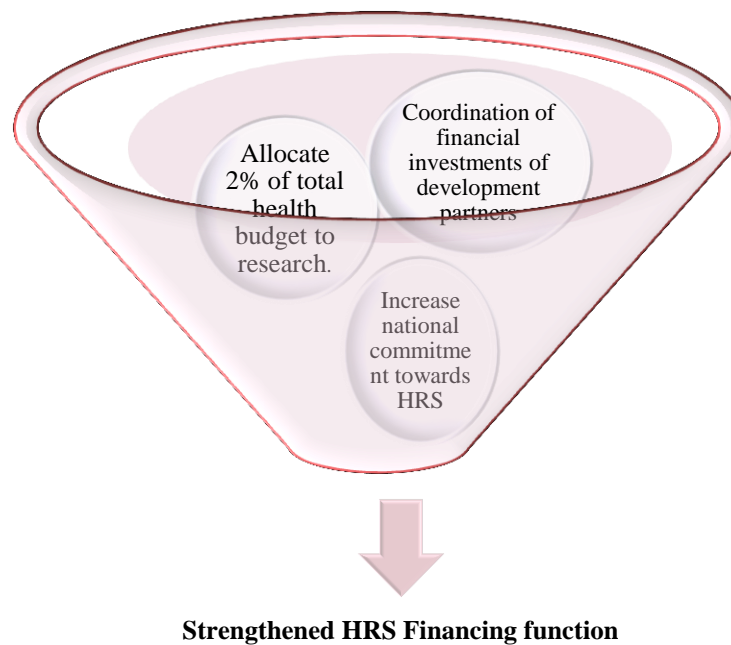 Allocate
2% of total
health
budget to
research.
Coordination of
financial
investments of
development
partners
Increase
national
commitme
nt towards
HRS
Strengthened HRS Financing function